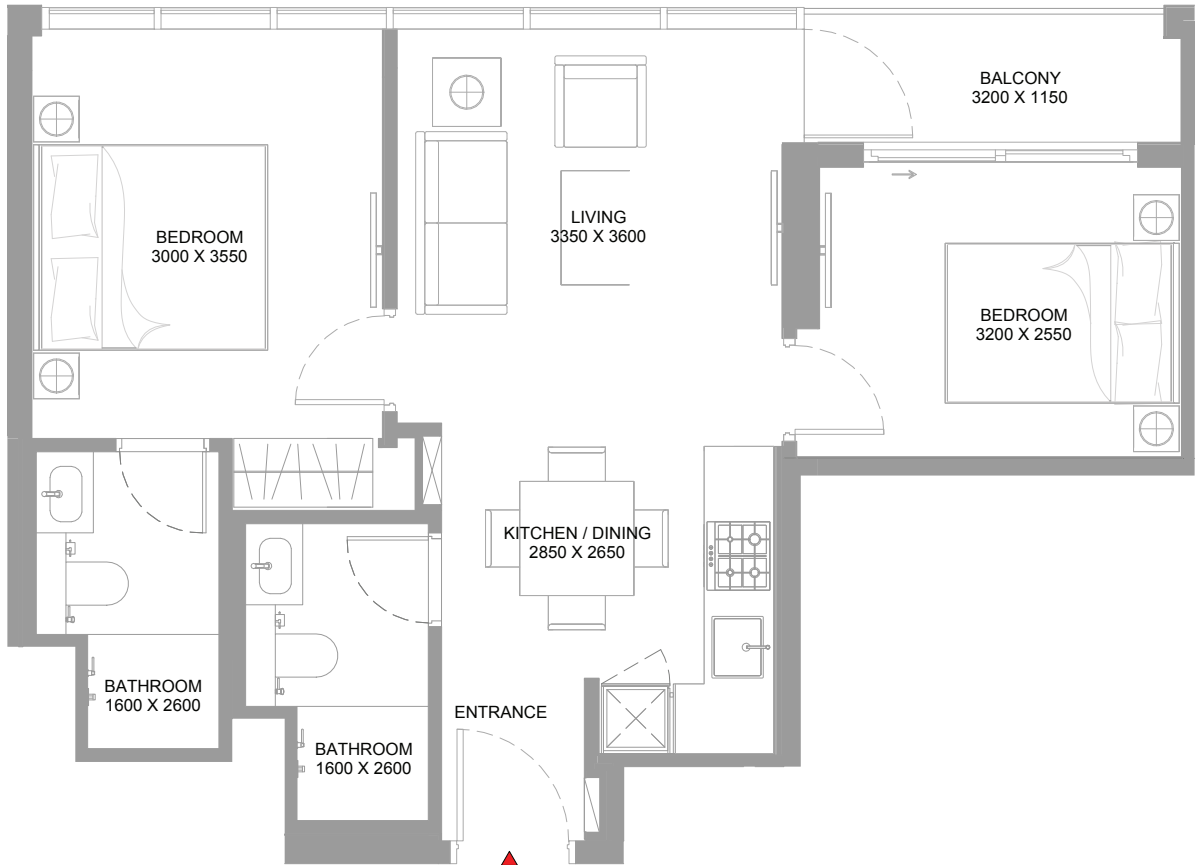 BALCONY
3200 X 1150
LIVING
3350 X 3600
BEDROOM
3000 X 3550
BEDROOM
3200 X 2550
KITCHEN / DINING
2850 X 2650
BATHROOM
1600 X 2600
ENTRANCE
BATHROOM
1600 X 2600